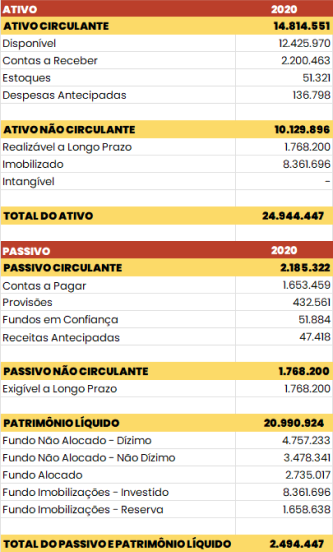 ATIVO 2020
ATIVO CIRCULANTE 14.814.551
Disponível 12.425.970
Contas a Receber 2.200.463
Estoques 51.321
Despesas Antecipadas 136.798
ATIVO NÃO CIRCULANTE 10.129.896
Realizável a Longo Prazo 1.768.200
Imobilizado 8.361.696
Intangível -
TOTAL DO ATIVO 24.944.447
PASSIVO 2020
PASSIVO CIRCULANTE 2.185.322
Contas a Pagar 1.653.459
Provisões 432.561
Fundos em Confiança 51.884
Receitas Antecipadas 47.418
PASSIVO NÃO CIRCULANTE 1.768.200
Exigível a Longo Prazo 1.768.200
PATRIMÔNIO LÍQUIDO 20.990.924
Fundo Não Alocado - Dízimo 4.757.233
Fundo Não Alocado - Não Dízimo 3.478.341
Fundo Alocado 2.735.017
Fundo Imobilizações - Investido 8.361.696
Fundo Imobilizações - Reserva 1.658.638
TOTAL DO PASSIVO E PATRIMÔNIO LÍQUIDO 2.494.447